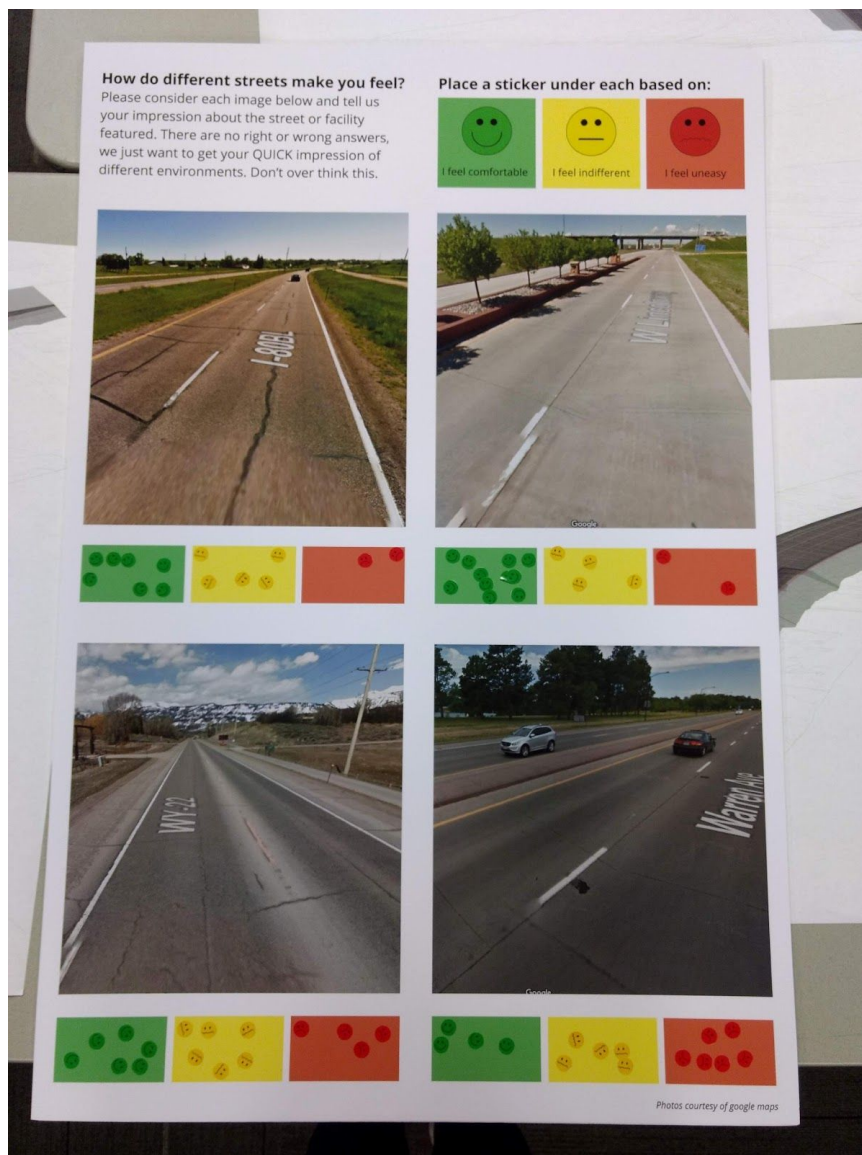 How do different streets make you feel?
Please consider each image below and tell us
your impression about the street or facility
featured. There are no right or wrong answers,
we just want to get your QUICK impression of
different environments. Don't over think this.
Place a sticker under each based on:
I feel comfortable
I feel indifferent
I feel uneasy
I-80BL
W
Google
WY-22
Warren Ave
Google
Photos courtesy of google maps